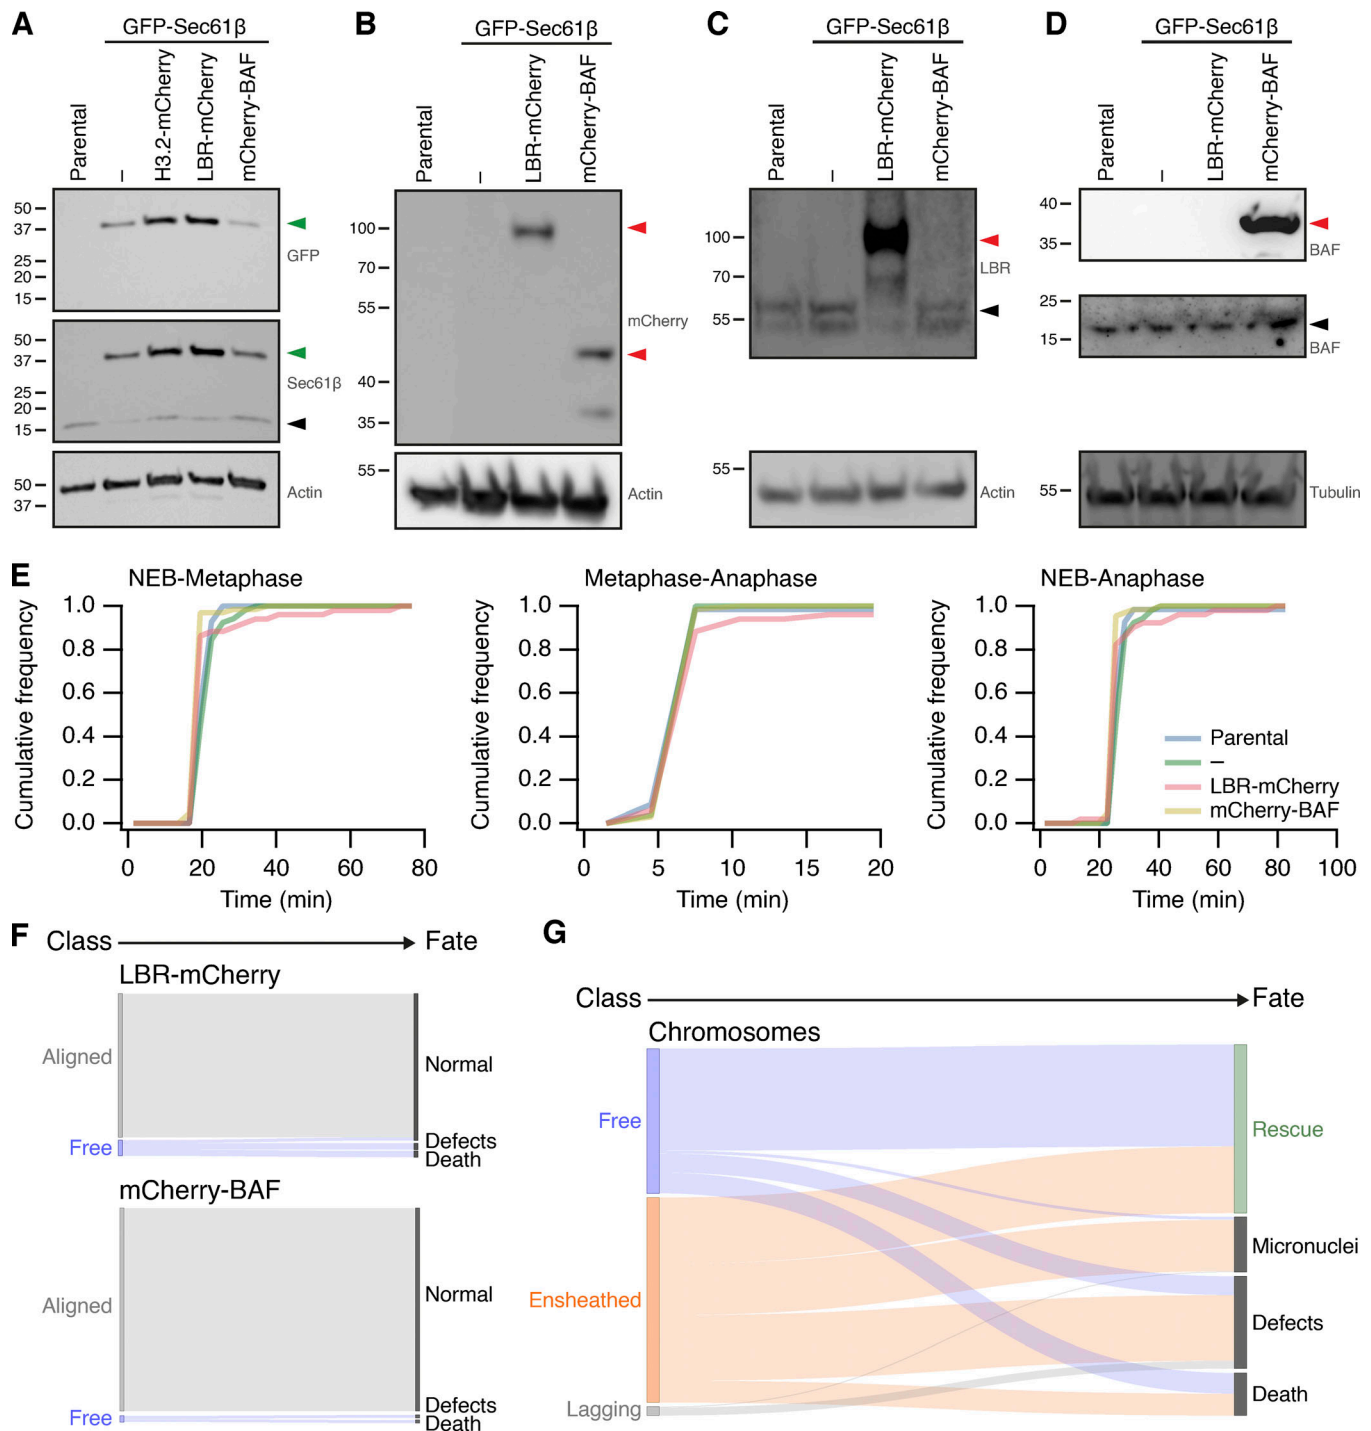 A
GFP-Sec61β
Parental
–
H3.2-mCherry
LBR-mCherry
mCherry-BAF
50
37
25
20
15
GFP
50
37
25
20
15
Sec61β
50
37
Actin
B
GFP-Sec61β
Parental
–
LBR-mCherry
mCherry-BAF
100
70
55
40
35
mCherry
55
Actin
C
GFP-Sec61β
Parental
–
LBR-mCherry
mCherry-BAF
100
70
55
LBR
55
Actin
D
GFP-Sec61β
Parental
–
LBR-mCherry
mCherry-BAF
40
35
BAF
25
15
BAF
55
Tubulin
E
NEB-Metaphase
Cumulative frequency
1.0
0.8
0.6
0.4
0.2
0.0
0 20 40 60 80
Time (min)
Metaphase-Anaphase
Cumulative frequency
1.0
0.8
0.6
0.4
0.2
0.0
0 5 10 15 20
Time (min)
NEB-Anaphase
Cumulative frequency
1.0
0.8
0.6
0.4
0.2
0.0
0 20 40 60 80 100
Time (min)
Parental
–
LBR-mCherry
mCherry-BAF
F
Class Fate
LBR-mCherry
Aligned
Free
Normal
Defects
Death
mCherry-BAF
Aligned
Free
Normal
Defects
Death
G
Class Fate
Chromosomes
Free
Ensheathed
Lagging
Rescue
Micronuclei
Defects
Death